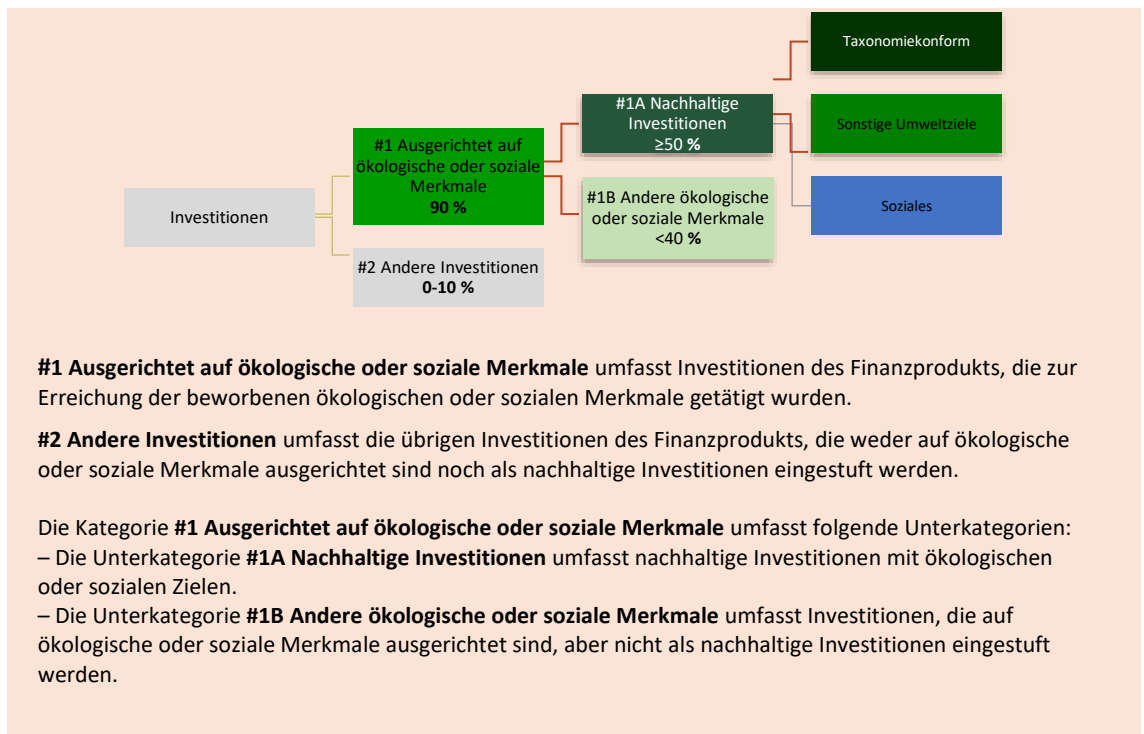 Taxonomiekonform
#1A Nachhaltige
Investitionen
≥50 %
Sonstige Umweltziele
#1 Ausgerichtet auf
ökologische oder soziale
Merkmale
90 %
Investitionen
#1B Andere ökologische
oder soziale Merkmale
<40 %
Soziales
#2 Andere Investitionen
0-10 %
#1 Ausgerichtet auf ökologische oder soziale Merkmale umfasst Investitionen des Finanzprodukts, die zur
Erreichung der beworbenen ökologischen oder sozialen Merkmale getätigt wurden.
#2 Andere Investitionen umfasst die übrigen Investitionen des Finanzprodukts, die weder auf ökologische
oder soziale Merkmale ausgerichtet sind noch als nachhaltige Investitionen eingestuft werden.
Die Kategorie #1 Ausgerichtet auf ökologische oder soziale Merkmale umfasst folgende Unterkategorien:
– Die Unterkategorie #1A Nachhaltige Investitionen umfasst nachhaltige Investitionen mit ökologischen
oder sozialen Zielen.
– Die Unterkategorie #1B Andere ökologische oder soziale Merkmale umfasst Investitionen, die auf
ökologische oder soziale Merkmale ausgerichtet sind, aber nicht als nachhaltige Investitionen eingestuft
werden.